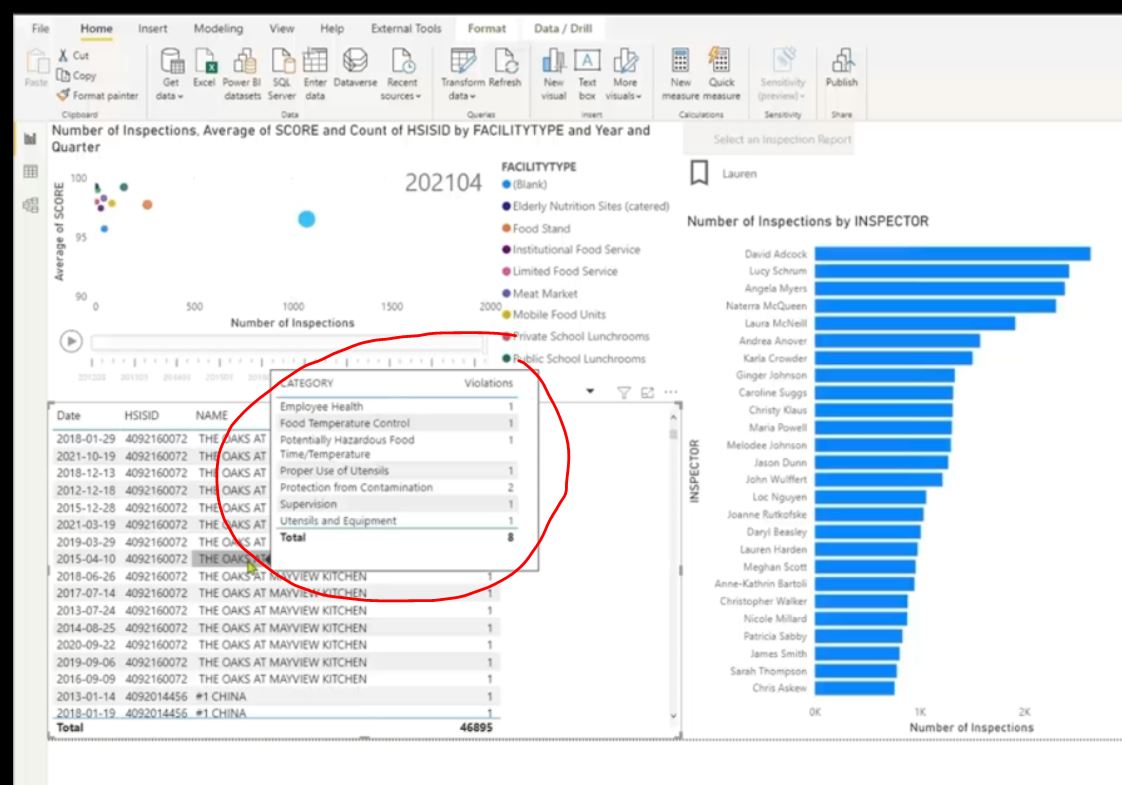 File Home Insert Modeling View Help External Tools Format Data / Drill
Paste
Cut
Copy
Format painter
Clipboard
Get data
Excel
Power BI datasets
SQL Server
Enter data
Dataverse
Recent sources
Data
Transform data
Refresh
Queries
New visual
Text box
More visuals
Insert
New measure
Quick measure
Calculations
Sensitivity (preview)
Sensitivity
Publish
Share
Number of Inspections, Average of SCORE and Count of HSISID by FACILITYTYPE and Year and
Quarter
Average of SCORE
100
95
90
202104
0 500 1000 1500 2000
Number of Inspections
FACILITYTYPE
(Blank)
Elderly Nutrition Sites (catered)
Food Stand
Institutional Food Service
Limited Food Service
Meat Market
Mobile Food Units
Private School Lunchrooms
Public School Lunchrooms
CATEGORY Violations
Employee Health 1
Food Temperature Control 1
Potentially Hazardous Food 1
Time/Temperature
Proper Use of Utensils 1
Protection from Contamination 2
Supervision 1
Utensils and Equipment 1
Total 8
Date HSISID NAME
2018-01-29 4092160072 THE OAKS AT
2021-10-19 4092160072 THE OAKS AT
2018-12-13 4092160072 THE OAKS AT
2012-12-18 4092160072 THE OAKS AT
2015-12-28 4092160072 THE OAKS AT
2021-03-19 4092160072 THE OAKS AT
2019-03-29 4092160072 THE OAKS AT
2015-04-10 4092160072 THE OAKS AT
2018-06-26 4092160072 THE OAKS AT MAYVIEW KITCHEN 1
2017-07-14 4092160072 THE OAKS AT MAYVIEW KITCHEN 1
2013-07-24 4092160072 THE OAKS AT MAYVIEW KITCHEN 1
2014-08-25 4092160072 THE OAKS AT MAYVIEW KITCHEN 1
2020-09-22 4092160072 THE OAKS AT MAYVIEW KITCHEN 1
2019-09-06 4092160072 THE OAKS AT MAYVIEW KITCHEN 1
2016-09-09 4092160072 THE OAKS AT MAYVIEW KITCHEN 1
2013-01-14 4092014456 #1 CHINA 1
2018-01-19 4092014456 #1 CHINA 1
Total 46895
Select an Inspection Report
Lauren
Number of Inspections by INSPECTOR
INSPECTOR
David Adcock
Lucy Schrum
Angela Myers
Naterra McQueen
Laura McNeill
Andrea Anover
Karla Crowder
Ginger Johnson
Caroline Suggs
Christy Klaus
Maria Powell
Melodee Johnson
Jason Dunn
John Wulffert
Loc Nguyen
Joanne Rutkofske
Daryl Beasley
Lauren Harden
Meghan Scott
Anne-Kathrin Bartoli
Christopher Walker
Nicole Millard
Patricia Sabby
James Smith
Sarah Thompson
Chris Askew
0K 1K 2K
Number of Inspections